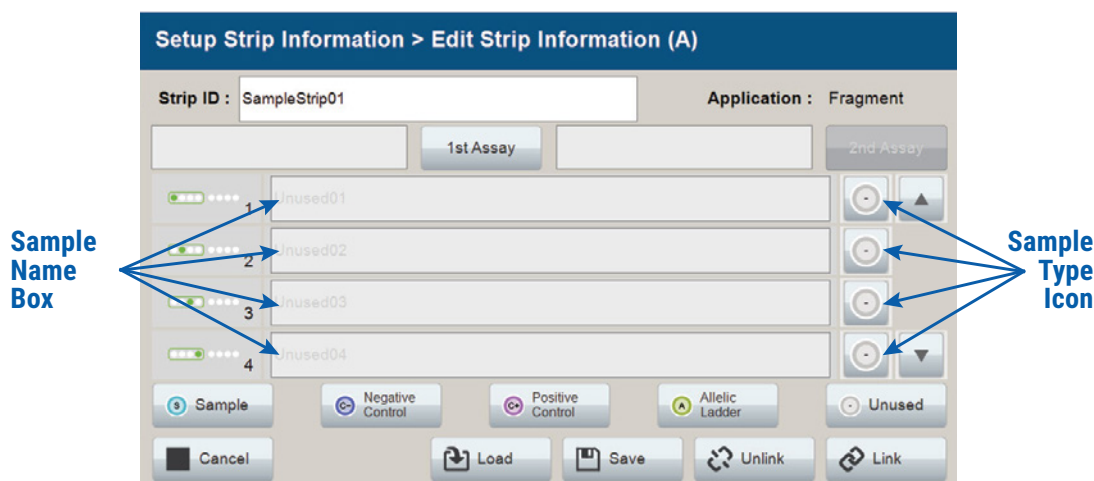 Setup Strip Information > Edit Strip Information (A)
Strip ID : SampleStrip01 Application : Fragment
1st Assay 2nd Assay
1 Unused01
2 Unused02
3 Unused03
4 Unused04
Sample
Name
Box
Sample
Type
Icon
S Sample
C- Negative
Control
C+ Positive
Control
A Allelic
Ladder
- Unused
Cancel Load Save Unlink Link